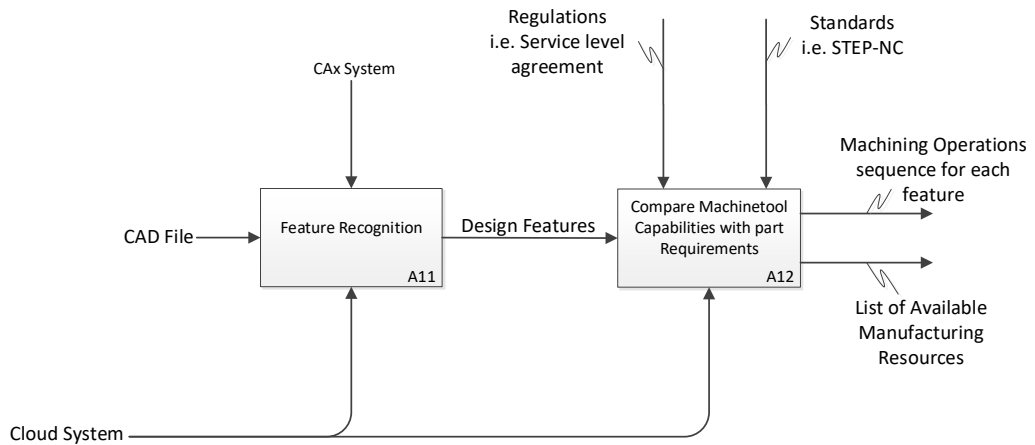 Regulations
i.e. Service level
agreement
Standards
i.e. STEP-NC
CAx System
Machining Operations
sequence for each
feature
CAD File
Feature Recognition
A11
Design Features
Compare Machinetool
Capabilities with part
Requirements
A12
List of Available
Manufacturing
Resources
Cloud System